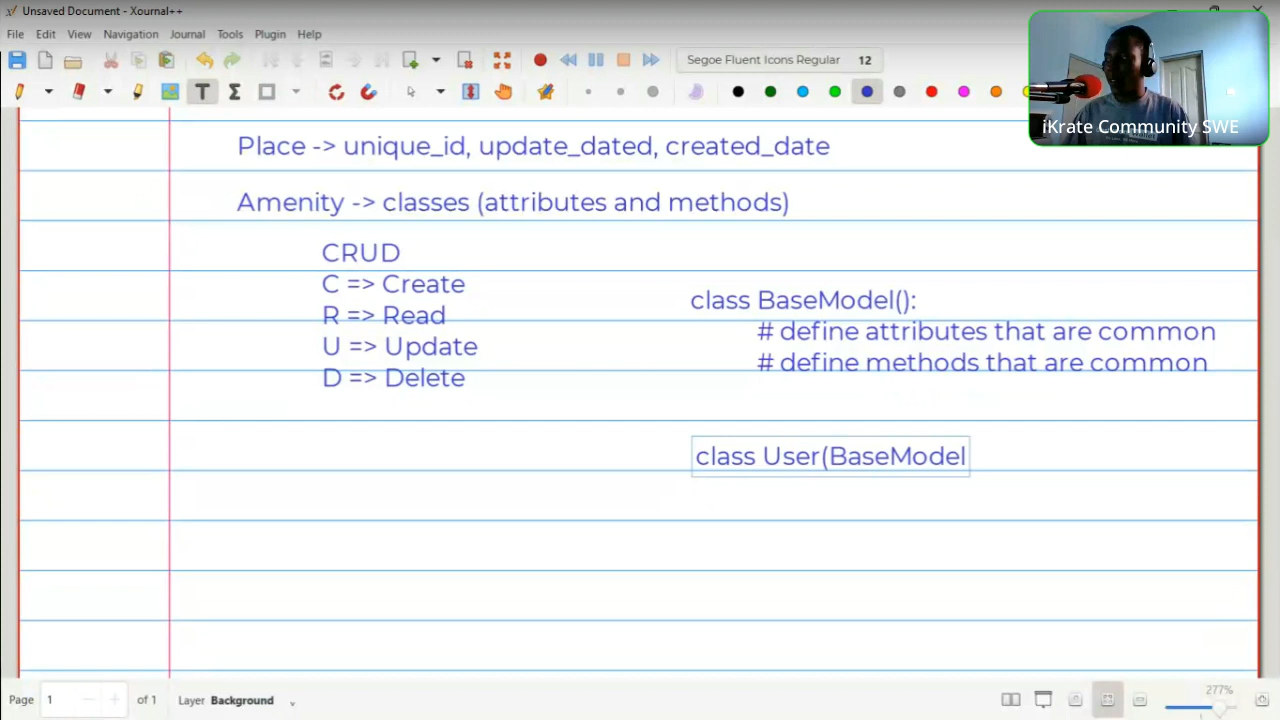 Unsaved Document - Xournal++
File Edit View Navigation Journal Tools Plugin Help
Segoe Fluent Icons Regular 12
iKrate Community SWE
Place -> unique_id, update_dated, created_date
Amenity -> classes (attributes and methods)
CRUD
C => Create
R => Read
U => Update
D => Delete
class BaseModel():
# define attributes that are common
# define methods that are common
class User(BaseModel
Page 1 of 1 Layer Background 277%